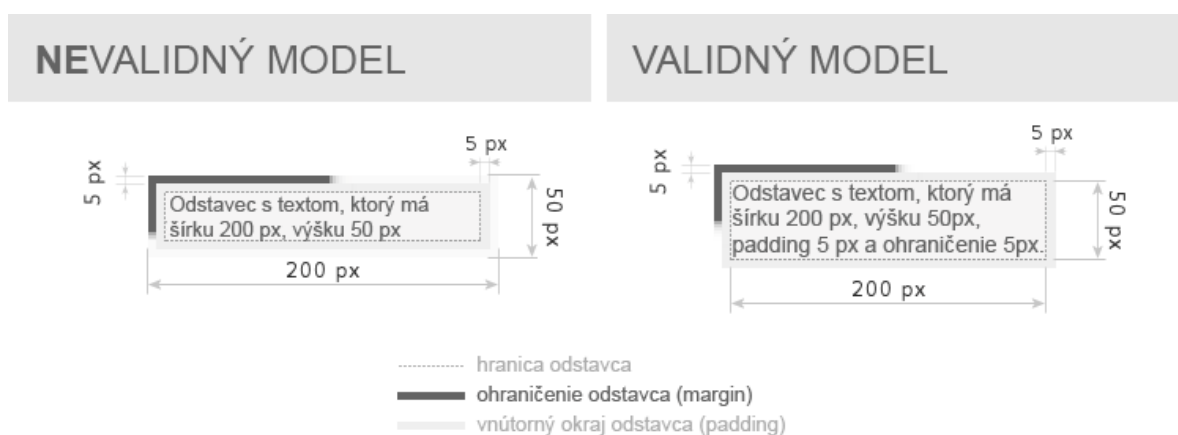 NEVALIDNÝ MODEL
5 px
5 px
Odstavec s textom, ktorý má
šírku 200 px, výšku 50 px
50 px
200 px
VALIDNÝ MODEL
5 px
5 px
Odstavec s textom, ktorý má
šírku 200 px, výšku 50px,
padding 5 px a ohraničenie 5px.
50 px
200 px
hranica odstavca
ohraničenie odstavca (margin)
vnútorný okraj odstavca (padding)